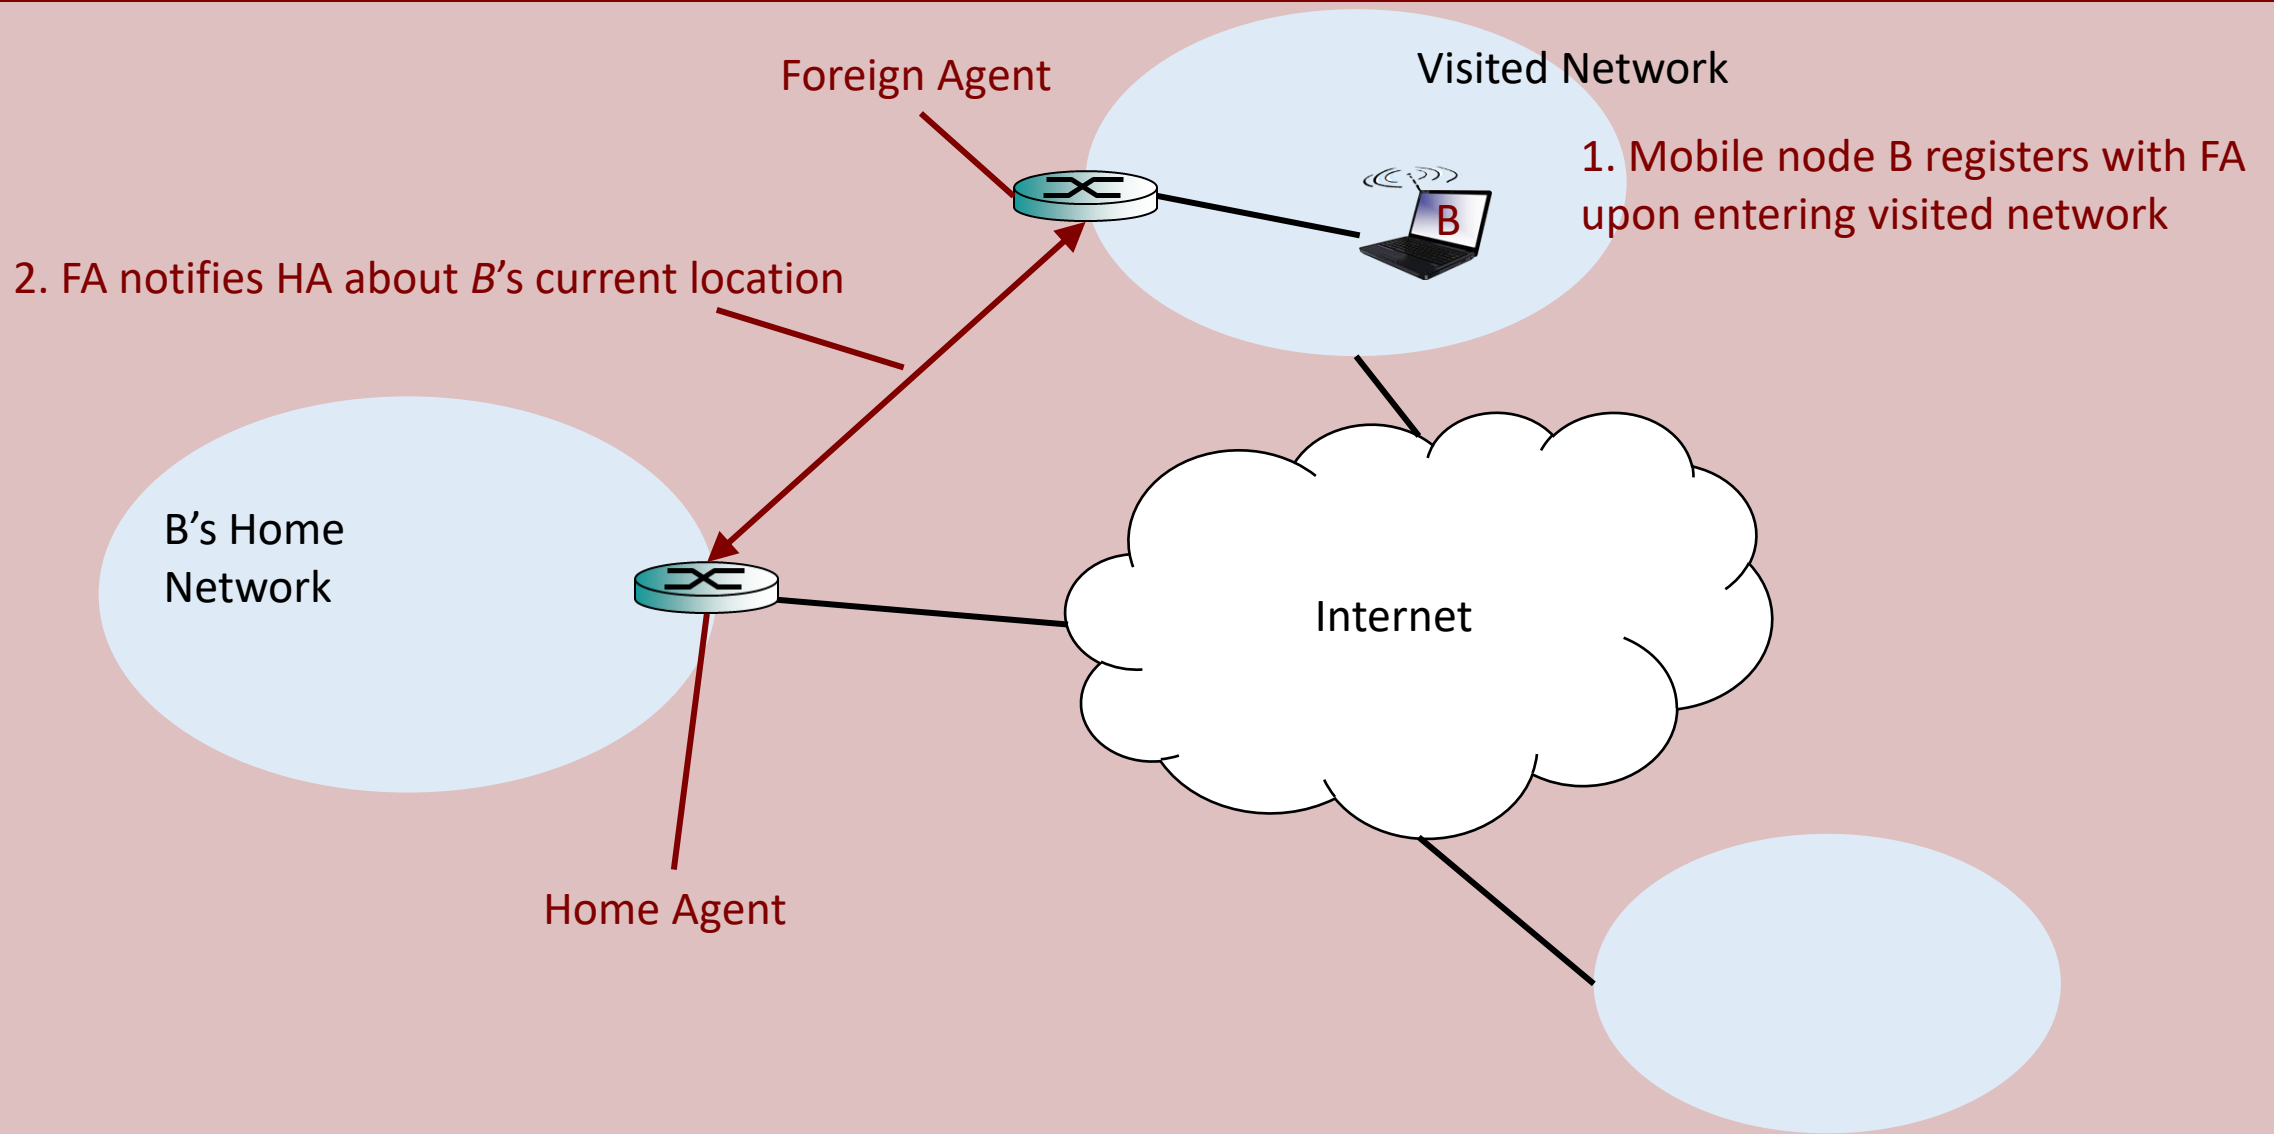 Foreign Agent
Visited Network
1. Mobile node B registers with FA
upon entering visited network
B
2. FA notifies HA about B’s current location
B’s Home
Network
Internet
Home Agent